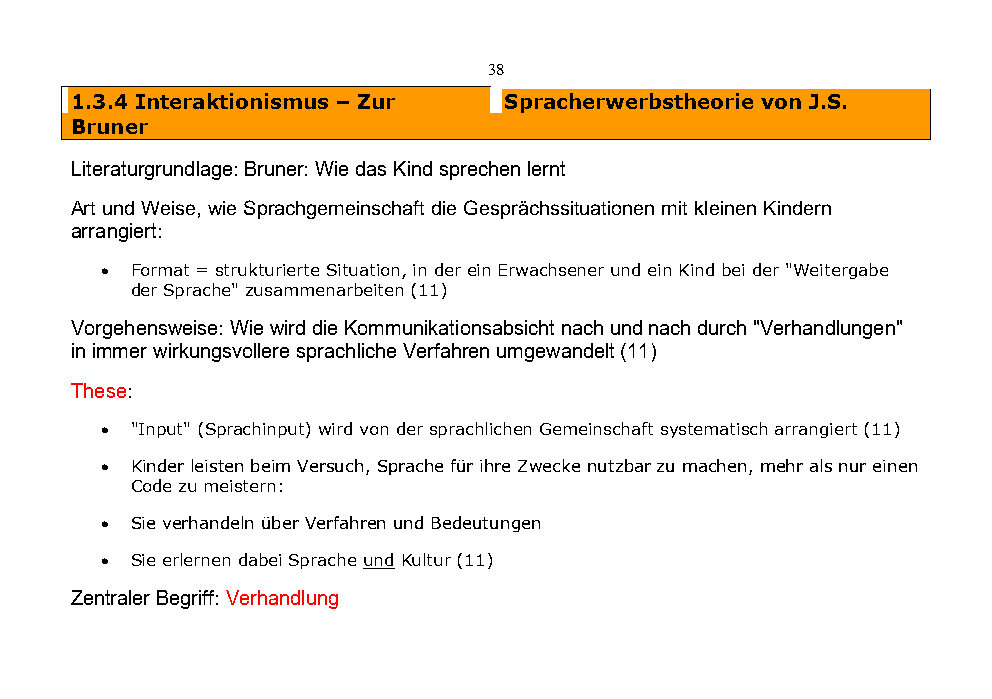 38
1.3.4 Interaktionismus – Zur Spracherwerbstheorie von J.S.
Bruner
Literaturgrundlage: Bruner: Wie das Kind sprechen lernt
Art und Weise, wie Sprachgemeinschaft die Gesprächssituationen mit kleinen Kindern
arrangiert:
• Format = strukturierte Situation, in der ein Erwachsener und ein Kind bei der "Weitergabe
der Sprache" zusammenarbeiten (11)
Vorgehensweise: Wie wird die Kommunikationsabsicht nach und nach durch "Verhandlungen"
in immer wirkungsvollere sprachliche Verfahren umgewandelt (11)
These:
• "Input" (Sprachinput) wird von der sprachlichen Gemeinschaft systematisch arrangiert (11)
• Kinder leisten beim Versuch, Sprache für ihre Zwecke nutzbar zu machen, mehr als nur einen
Code zu meistern:
• Sie verhandeln über Verfahren und Bedeutungen
• Sie erlernen dabei Sprache und Kultur (11)
Zentraler Begriff: Verhandlung